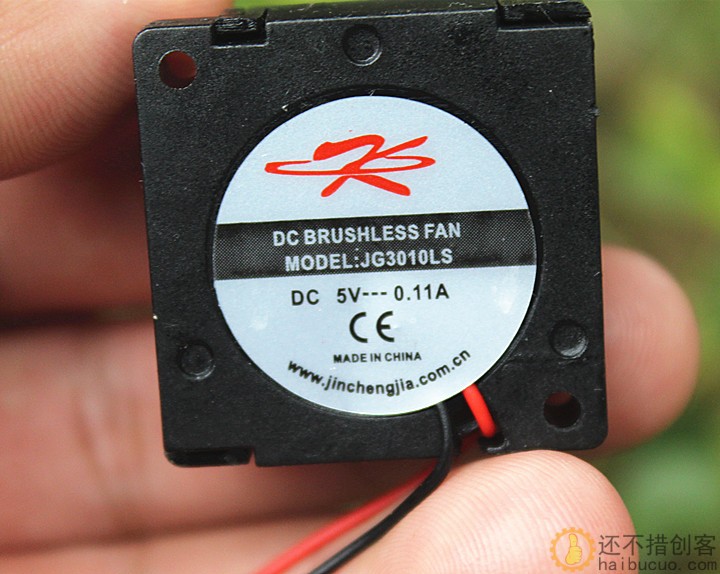 DC BRUSHLESS FAN
MODEL:JG3010LS
DC 5V--- 0.11A
CE
MADE IN CHINA
www.jinchengjia.com.cn
还不措创客
haibucuo.com